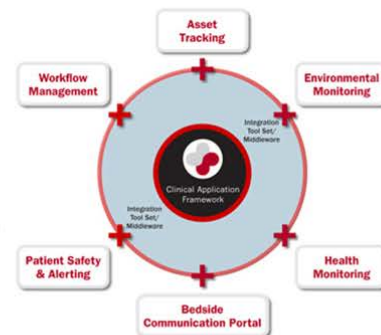 Asset
Tracking
Workflow
Management
Environmental
Monitoring
Integration
Tool Set/
Middleware
Clinical Application
Framework
Integration
Tool Set/
Middleware
Patient Safety
& Alerting
Health
Monitoring
Bedside
Communication Portal